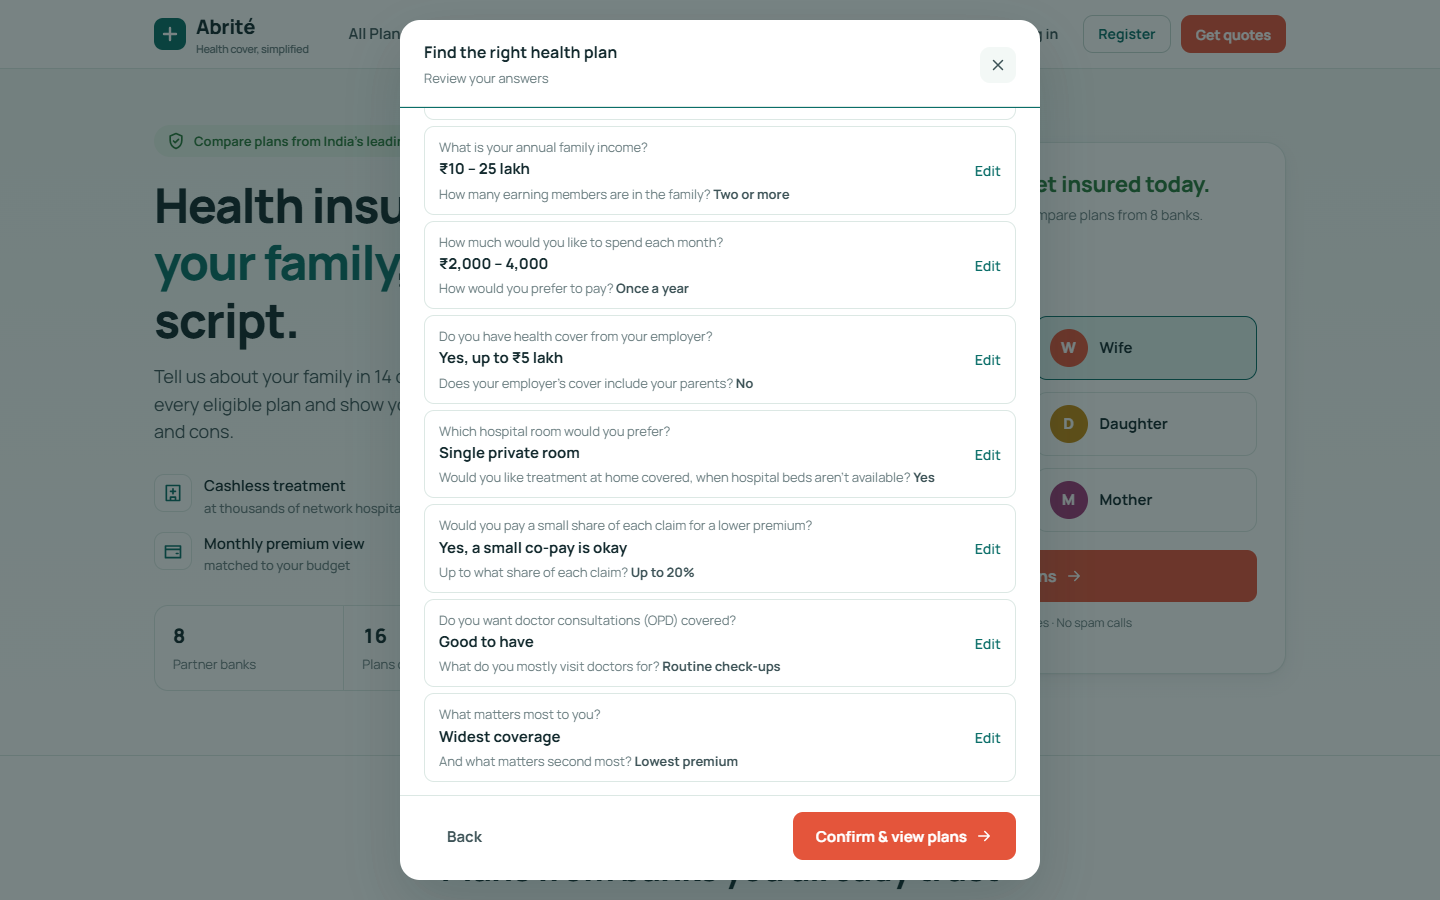 Abrité
Health cover, simplified
All Plan
g in
Register
Get quotes
Find the right health plan
Review your answers
Compare plans from India's leadin
Health insu
your family,
script.
Tell us about your family in 14
every eligible plan and show yo
and cons.
Cashless treatment
at thousands of network hospita
Monthly premium view
matched to your budget
8
Partner banks
16
Plans
What is your annual family income?
₹10 – 25 lakh
How many earning members are in the family? Two or more
Edit
How much would you like to spend each month?
₹2,000 – 4,000
How would you prefer to pay? Once a year
Edit
Do you have health cover from your employer?
Yes, up to ₹5 lakh
Does your employer's cover include your parents? No
Edit
Which hospital room would you prefer?
Single private room
Would you like treatment at home covered, when hospital beds aren't available? Yes
Edit
Would you pay a small share of each claim for a lower premium?
Yes, a small co-pay is okay
Up to what share of each claim? Up to 20%
Edit
Do you want doctor consultations (OPD) covered?
Good to have
What do you mostly visit doctors for? Routine check-ups
Edit
What matters most to you?
Widest coverage
And what matters second most? Lowest premium
Edit
Back
Confirm & view plans
et insured today.
mpare plans from 8 banks.
W
Wife
D
Daughter
M
Mother
ns
es · No spam calls